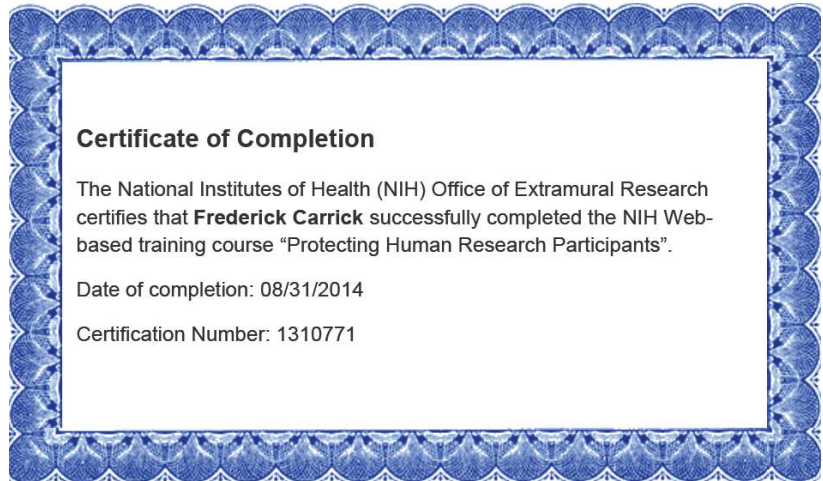 Certificate of Completion
The National Institutes of Health (NIH) Office of Extramural Research
certifies that Frederick Carrick successfully completed the NIH Web-
based training course “Protecting Human Research Participants”.
Date of completion: 08/31/2014
Certification Number: 1310771